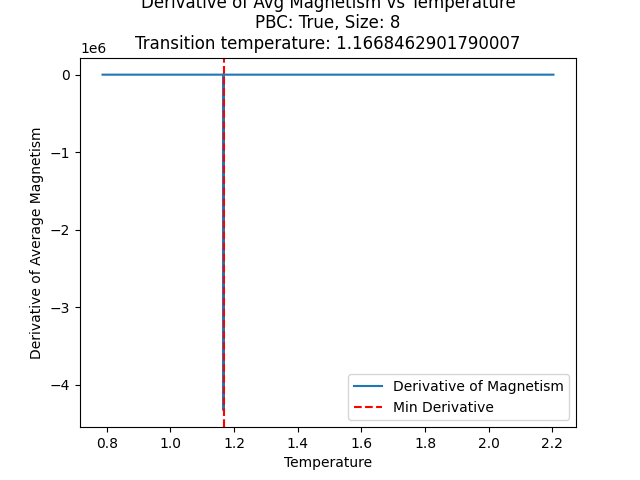 Derivative of Avg Magnetism vs Temperature
PBC: True, Size: 8
Transition temperature: 1.1668462901790007
1e6
0
−1
−2
−3
−4
Derivative of Average Magnetism
Derivative of Magnetism
Min Derivative
0.8 1.0 1.2 1.4 1.6 1.8 2.0 2.2
Temperature